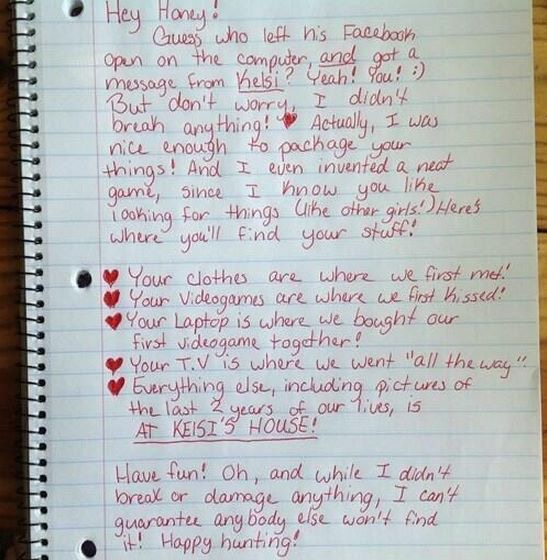 Hey Honey!
Guess who left his Facebook
open on the computer, and got a
message from Kelsi? Yeah! You! :)
But don't worry, I didn't
break anything! ♥ Actually, I was
nice enough to package your
things! And I even invented a neat
game, since I know you like
looking for things (like other girls!) Here's
where you'll find your stuff!
♥ Your clothes are where we first met!
♥ Your Videogames are where we first kissed!
♥ Your Laptop is where we bought our
first videogame together!
♥ Your T.V is where we went "all the way".
♥ Everything else, including pictures of
the last 2 years of our lives, is
AT KElSI'S HOUSE!
Have fun! Oh, and while I didn't
break or damage anything, I can't
guarantee anybody else won't find
it! Happy hunting!